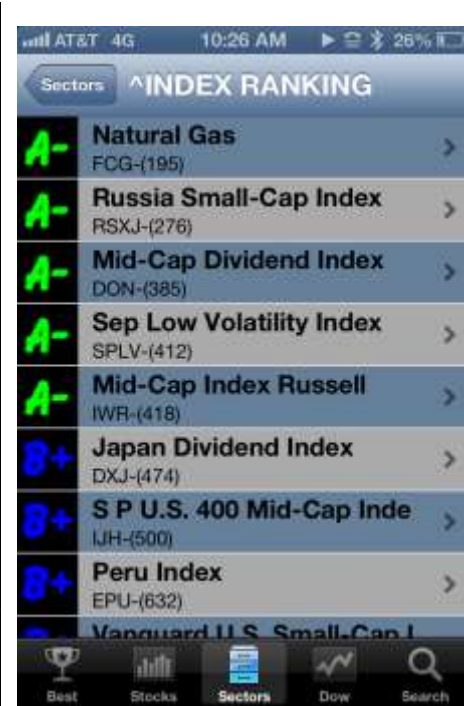 AT&T 4G 10:26 AM 26%
Sectors ^INDEX RANKING
A- Natural Gas
FCG-(195)
A- Russia Small-Cap Index
RSXJ-(276)
A- Mid-Cap Dividend Index
DON-(385)
A- Sep Low Volatility Index
SPLV-(412)
A- Mid-Cap Index Russell
IWR-(418)
B+ Japan Dividend Index
DXJ-(474)
B+ S P U.S. 400 Mid-Cap Inde
IJH-(500)
B+ Peru Index
EPU-(632)
Vanguard U.S. Small-Cap I
Best Stocks Sectors Dow Search